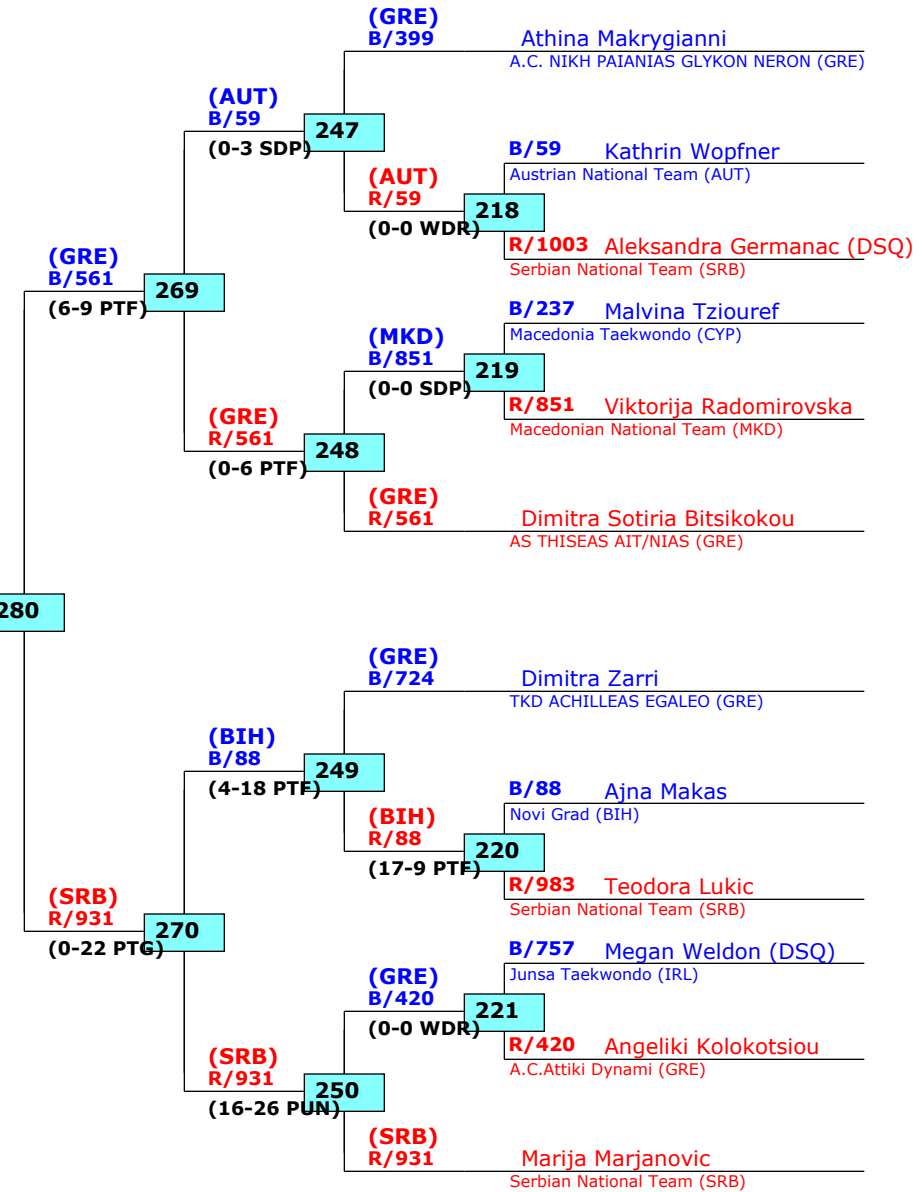 (GRE)
B/399
Athina Makrygianni
A.C. NIKH PAIANIAS GLYKON NERON (GRE)
(AUT)
B/59
(0-3 SDP)
247
B/59 Kathrin Wopfner
Austrian National Team (AUT)
(AUT)
R/59
(0-0 WDR)
218
R/1003 Aleksandra Germanac (DSQ)
Serbian National Team (SRB)
(GRE)
B/561
(6-9 PTF)
269
B/237 Malvina Tziouref
Macedonia Taekwondo (CYP)
(MKD)
B/851
(0-0 SDP)
219
R/851 Viktorija Radomirovska
Macedonian National Team (MKD)
(GRE)
R/561
(0-6 PTF)
248
(GRE)
R/561
Dimitra Sotiria Bitsikokou
AS THISEAS AIT/NIAS (GRE)
280
(GRE)
B/724
Dimitra Zarri
TKD ACHILLEAS EGALEO (GRE)
(BIH)
B/88
(4-18 PTF)
249
B/88 Ajna Makas
Novi Grad (BIH)
(BIH)
R/88
(17-9 PTF)
220
R/983 Teodora Lukic
Serbian National Team (SRB)
(SRB)
R/931
(0-22 PTG)
270
B/757 Megan Weldon (DSQ)
Junsa Taekwondo (IRL)
(GRE)
B/420
(0-0 WDR)
221
R/420 Angeliki Kolokotsiou
A.C.Attiki Dynami (GRE)
(SRB)
R/931
(16-26 PUN)
250
(SRB)
R/931
Marija Marjanovic
Serbian National Team (SRB)